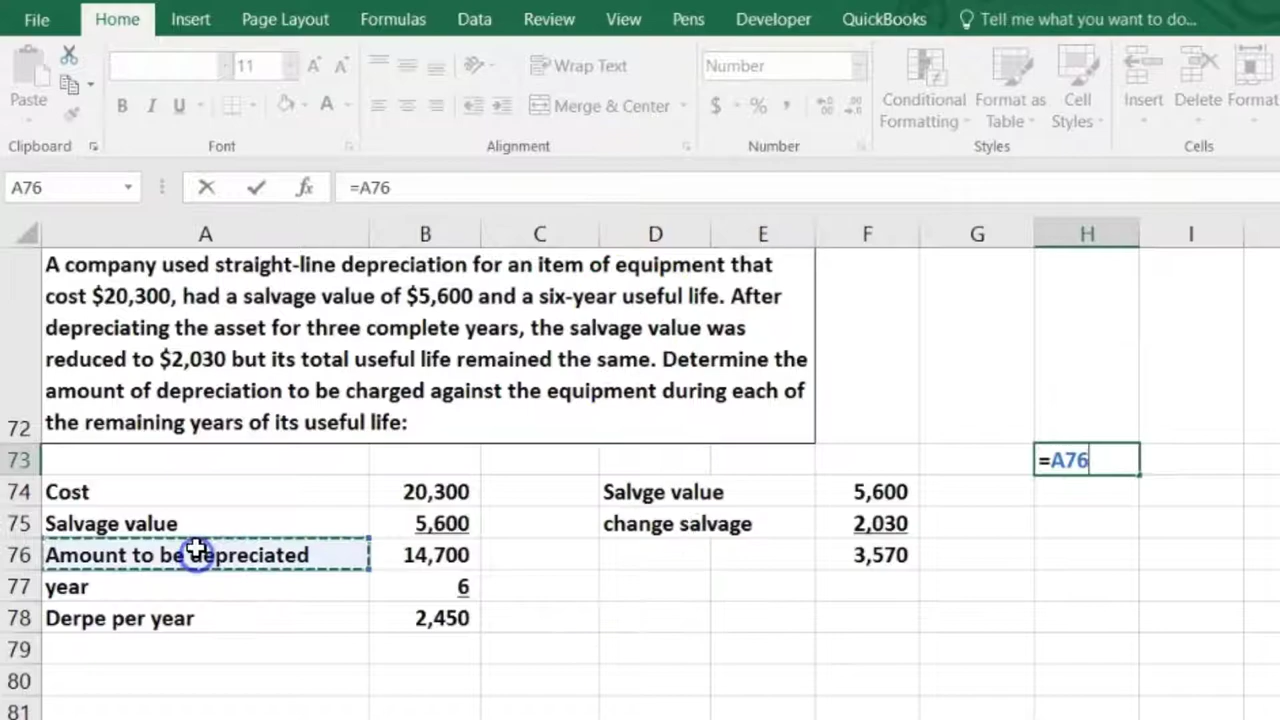 File Home Insert Page Layout Formulas Data Review View Pens Developer QuickBooks Tell me what you want to do...
11 A A Wrap Text Number
Paste B I U A Merge & Center $ % , Conditional Formatting Format as Table Cell Styles Insert Delete Format
Clipboard Font Alignment Number Styles Cells
A76 fx =A76
A B C D E F G H I
A company used straight-line depreciation for an item of equipment that
cost $20,300, had a salvage value of $5,600 and a six-year useful life. After
depreciating the asset for three complete years, the salvage value was
reduced to $2,030 but its total useful life remained the same. Determine the
amount of depreciation to be charged against the equipment during each of
72 the remaining years of its useful life:
73 =A76
74 Cost 20,300 Salvge value 5,600
75 Salvage value 5,600 change salvage 2,030
76 Amount to be depreciated 14,700 3,570
77 year 6
78 Derpe per year 2,450
79
80
81